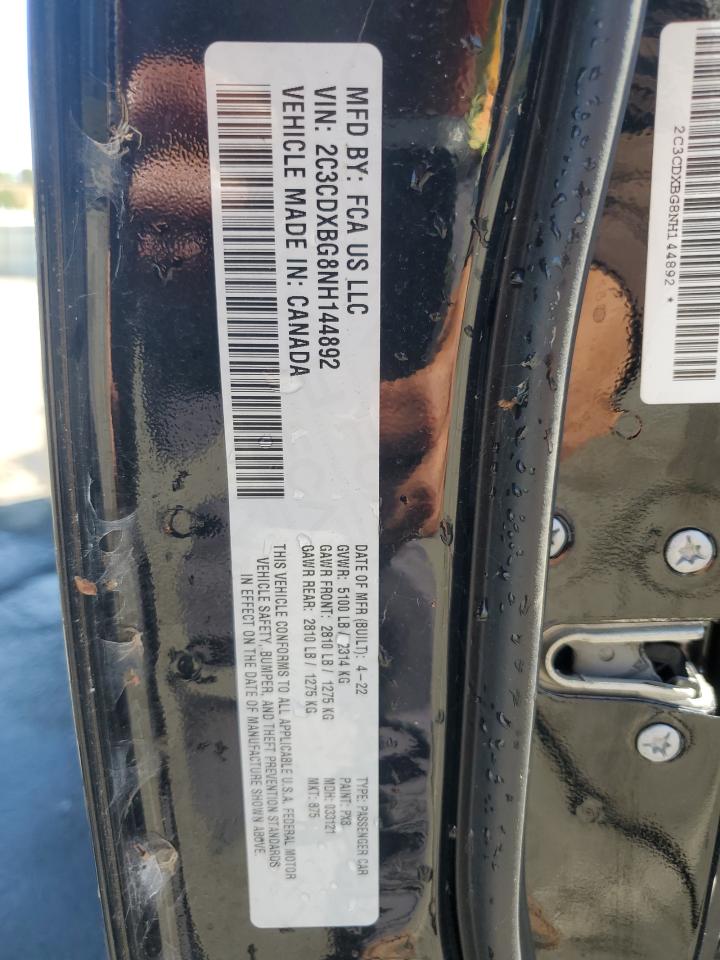 MFD BY: FCA US LLC
VIN: 2C3CDXBG8NH144892
VEHICLE MADE IN: CANADA
DATE OF MFR (BUILT): 4-22
GVWR: 5100 LB / 2314 KG
GAWR FRONT: 2810 LB / 1275 KG
GAWR REAR: 2810 LB / 1275 KG
TYPE: PASSENGER CAR
PAINT: PX8
MDH: 033121
MKT: 875
THIS VEHICLE CONFORMS TO ALL APPLICABLE U.S.A. FEDERAL MOTOR
VEHICLE SAFETY, BUMPER, AND THEFT PREVENTION STANDARDS
IN EFFECT ON THE DATE OF MANUFACTURE SHOWN ABOVE
2C3CDXBG8NH144892 *